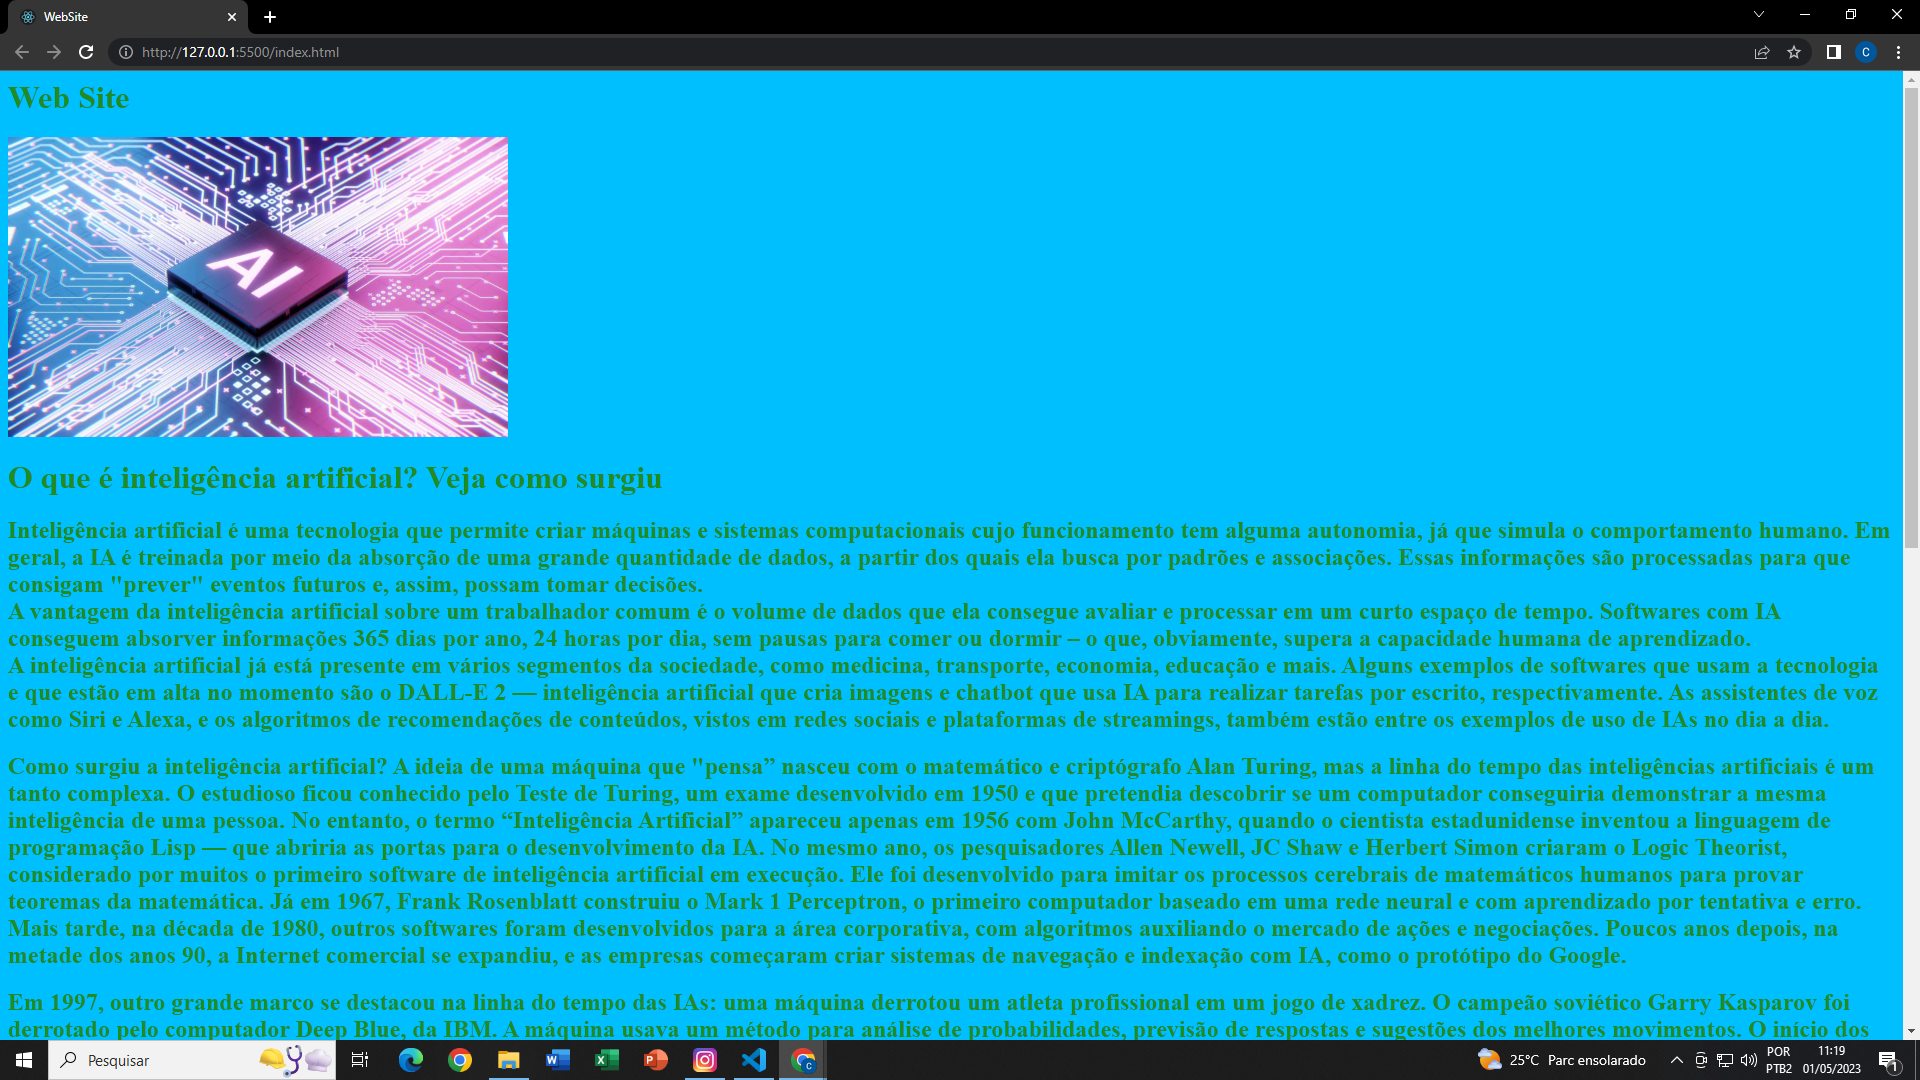 WebSite
http://127.0.0.1:5500/index.html
C
Web Site
AI
O que é inteligência artificial? Veja como surgiu
Inteligência artificial é uma tecnologia que permite criar máquinas e sistemas computacionais cujo funcionamento tem alguma autonomia, já que simula o comportamento humano. Em
geral, a IA é treinada por meio da absorção de uma grande quantidade de dados, a partir dos quais ela busca por padrões e associações. Essas informações são processadas para que
consigam "prever" eventos futuros e, assim, possam tomar decisões.
A vantagem da inteligência artificial sobre um trabalhador comum é o volume de dados que ela consegue avaliar e processar em um curto espaço de tempo. Softwares com IA
conseguem absorver informações 365 dias por ano, 24 horas por dia, sem pausas para comer ou dormir – o que, obviamente, supera a capacidade humana de aprendizado.
A inteligência artificial já está presente em vários segmentos da sociedade, como medicina, transporte, economia, educação e mais. Alguns exemplos de softwares que usam a tecnologia
e que estão em alta no momento são o DALL-E 2 — inteligência artificial que cria imagens e chatbot que usa IA para realizar tarefas por escrito, respectivamente. As assistentes de voz
como Siri e Alexa, e os algoritmos de recomendações de conteúdos, vistos em redes sociais e plataformas de streamings, também estão entre os exemplos de uso de IAs no dia a dia.
Como surgiu a inteligência artificial? A ideia de uma máquina que "pensa” nasceu com o matemático e criptógrafo Alan Turing, mas a linha do tempo das inteligências artificiais é um
tanto complexa. O estudioso ficou conhecido pelo Teste de Turing, um exame desenvolvido em 1950 e que pretendia descobrir se um computador conseguiria demonstrar a mesma
inteligência de uma pessoa. No entanto, o termo “Inteligência Artificial” apareceu apenas em 1956 com John McCarthy, quando o cientista estadunidense inventou a linguagem de
programação Lisp — que abriria as portas para o desenvolvimento da IA. No mesmo ano, os pesquisadores Allen Newell, JC Shaw e Herbert Simon criaram o Logic Theorist,
considerado por muitos o primeiro software de inteligência artificial em execução. Ele foi desenvolvido para imitar os processos cerebrais de matemáticos humanos para provar
teoremas da matemática. Já em 1967, Frank Rosenblatt construiu o Mark 1 Perceptron, o primeiro computador baseado em uma rede neural e com aprendizado por tentativa e erro.
Mais tarde, na década de 1980, outros softwares foram desenvolvidos para a área corporativa, com algoritmos auxiliando o mercado de ações e negociações. Poucos anos depois, na
metade dos anos 90, a Internet comercial se expandiu, e as empresas começaram criar sistemas de navegação e indexação com IA, como o protótipo do Google.
Em 1997, outro grande marco se destacou na linha do tempo das IAs: uma máquina derrotou um atleta profissional em um jogo de xadrez. O campeão soviético Garry Kasparov foi
derrotado pelo computador Deep Blue, da IBM. A máquina usava um método para análise de probabilidades, previsão de respostas e sugestões dos melhores movimentos. O início dos
Pesquisar
25°C Parc ensolarado
POR
PTB2
11:19
01/05/2023
1